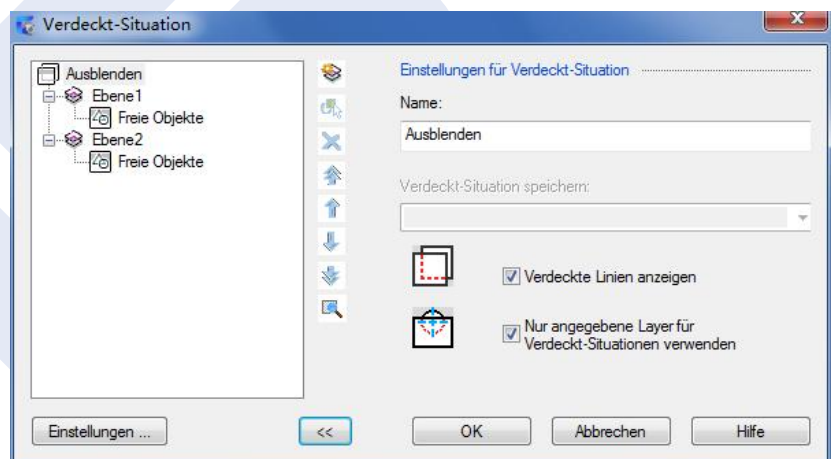 Verdeckt-Situation
Ausblenden
Ebene1
Freie Objekte
Ebene2
Freie Objekte
Einstellungen für Verdeckt-Situation
Name:
Ausblenden
Verdeckt-Situation speichern:
Verdeckte Linien anzeigen
Nur angegebene Layer für
Verdeckt-Situationen verwenden
Einstellungen ...
<<
OK
Abbrechen
Hilfe